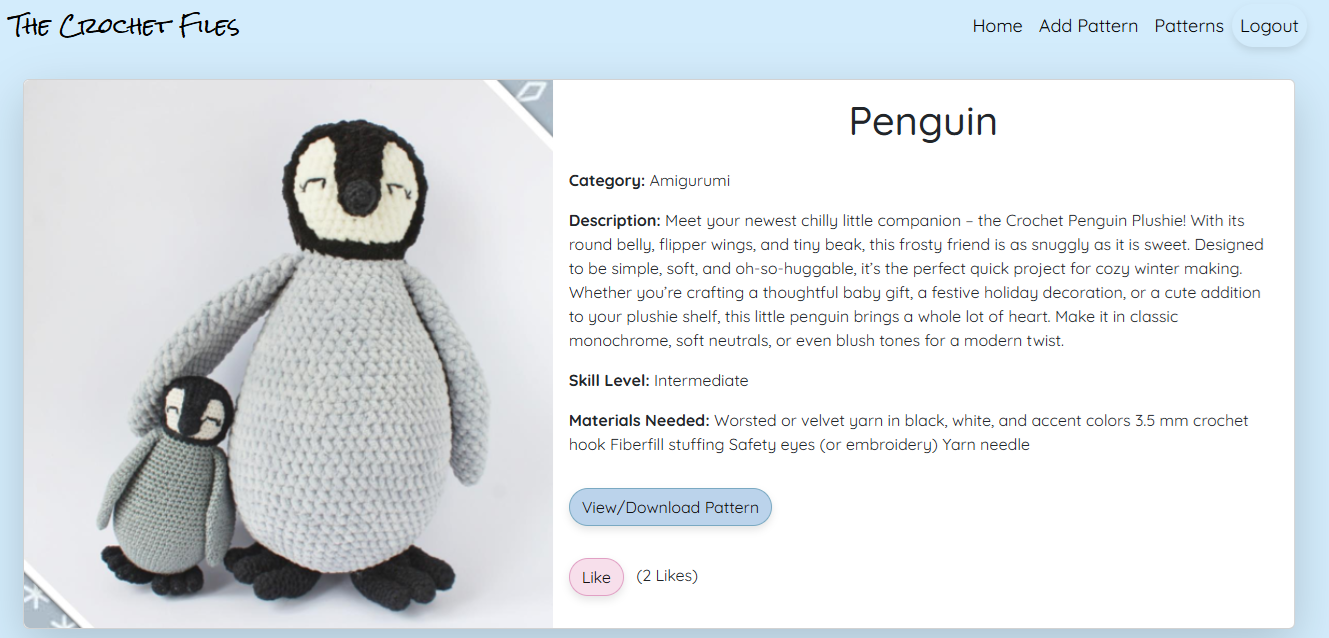 The Crochet Files
Home Add Pattern Patterns Logout
Penguin
Category: Amigurumi
Description: Meet your newest chilly little companion – the Crochet Penguin Plushie! With its
round belly, flipper wings, and tiny beak, this frosty friend is as snuggly as it is sweet. Designed
to be simple, soft, and oh-so-huggable, it’s the perfect quick project for cozy winter making.
Whether you’re crafting a thoughtful baby gift, a festive holiday decoration, or a cute addition
to your plushie shelf, this little penguin brings a whole lot of heart. Make it in classic
monochrome, soft neutrals, or even blush tones for a modern twist.
Skill Level: Intermediate
Materials Needed: Worsted or velvet yarn in black, white, and accent colors 3.5 mm crochet
hook Fiberfill stuffing Safety eyes (or embroidery) Yarn needle
View/Download Pattern
Like (2 Likes)